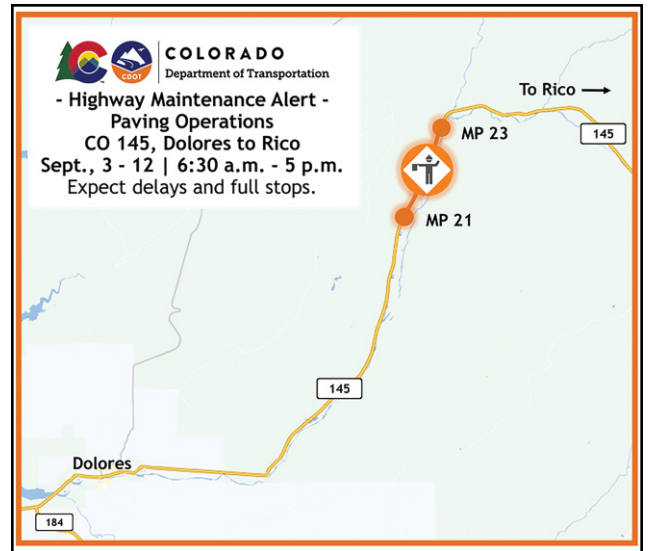 COLORADO
CDOT
Department of Transportation
- Highway Maintenance Alert -
Paving Operations
CO 145, Dolores to Rico
Sept., 3 - 12 | 6:30 a.m. - 5 p.m.
Expect delays and full stops.
To Rico
145
MP 23
MP 21
145
Dolores
184